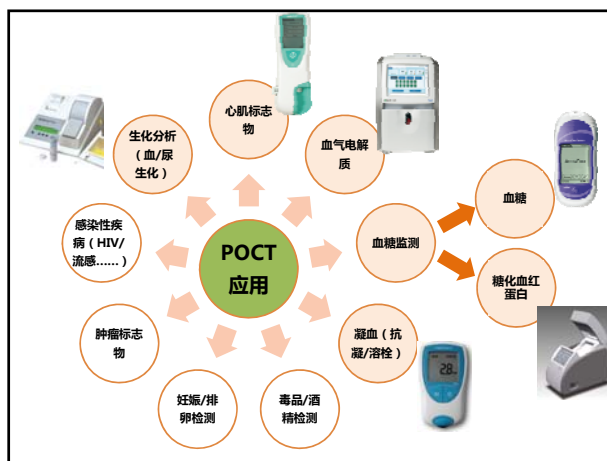 心肌标志
物
生化分析
（血/尿
生化）
血气电解
质
血糖
感染性疾
病（HIV/
流感……）
POCT
应用
血糖监测
糖化血红
蛋白
肿瘤标志
物
凝血（抗
凝/溶栓）
2.8
妊娠/排
卵检测
毒品/酒
精检测